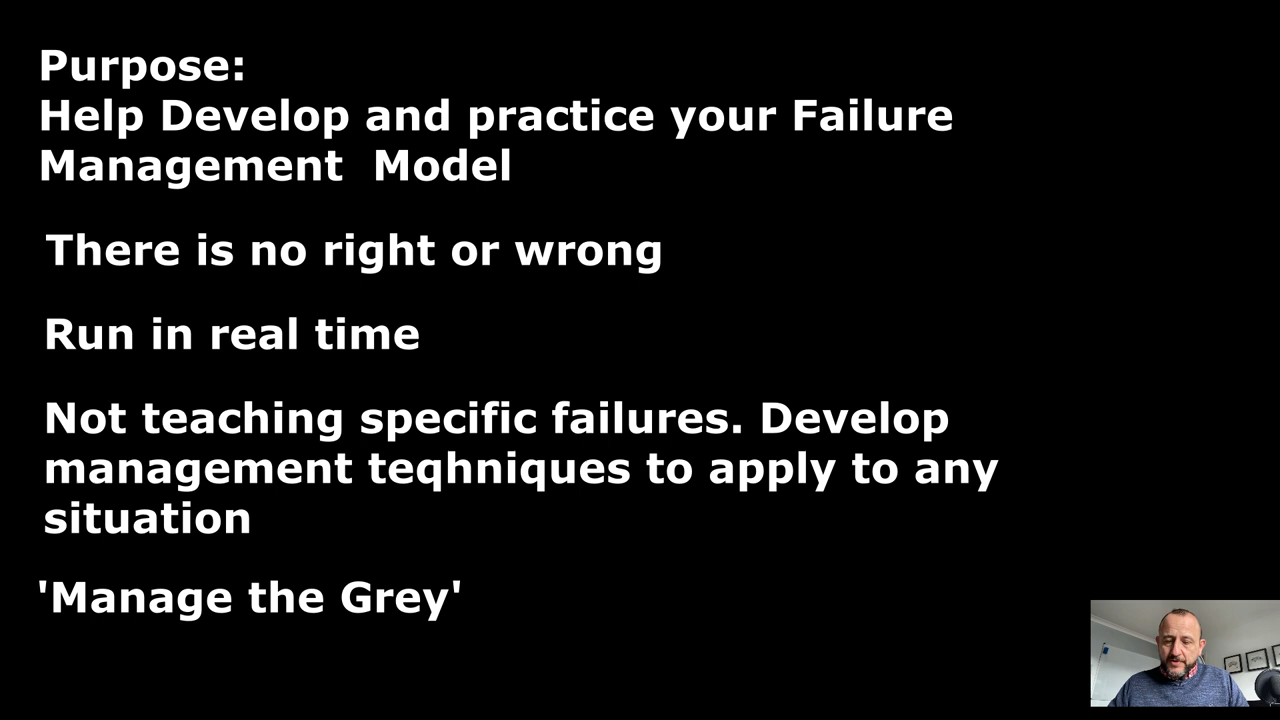 Purpose:
Help Develop and practice your Failure
Management  Model
There is no right or wrong
Run in real time
Not teaching specific failures. Develop
management teqhniques to apply to any
situation
'Manage the Grey'